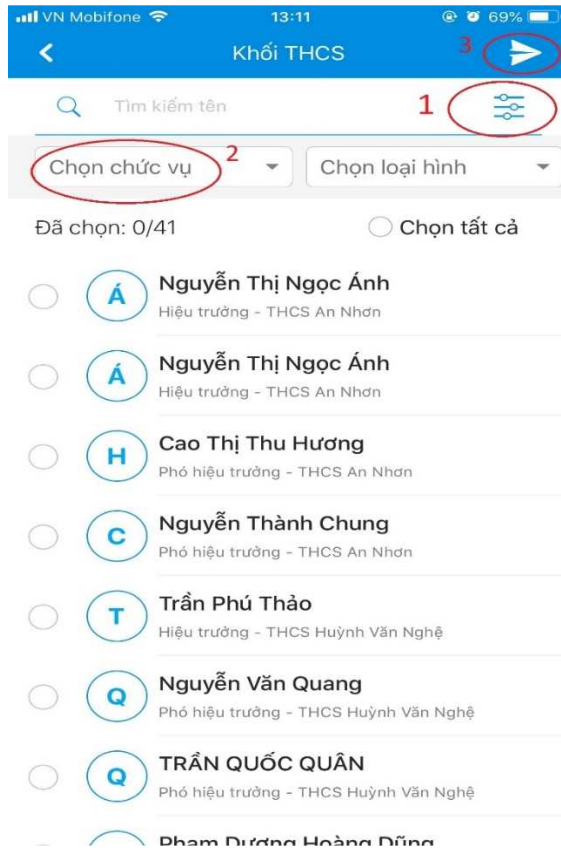 VN Mobifone 13:11 69%
Khối THCS 3
Tìm kiếm tên 1
Chọn chức vụ 2 Chọn loại hình
Đã chọn: 0/41 Chọn tất cả
Á Nguyễn Thị Ngọc Ánh
Hiệu trưởng - THCS An Nhơn
Á Nguyễn Thị Ngọc Ánh
Hiệu trưởng - THCS An Nhơn
H Cao Thị Thu Hương
Phó hiệu trưởng - THCS An Nhơn
C Nguyễn Thành Chung
Phó hiệu trưởng - THCS An Nhơn
T Trần Phú Thảo
Hiệu trưởng - THCS Huỳnh Văn Nghệ
Q Nguyễn Văn Quang
Phó hiệu trưởng - THCS Huỳnh Văn Nghệ
Q TRẦN QUỐC QUÂN
Phó hiệu trưởng - THCS Huỳnh Văn Nghệ
Phạm Dương Hoàng Dũng